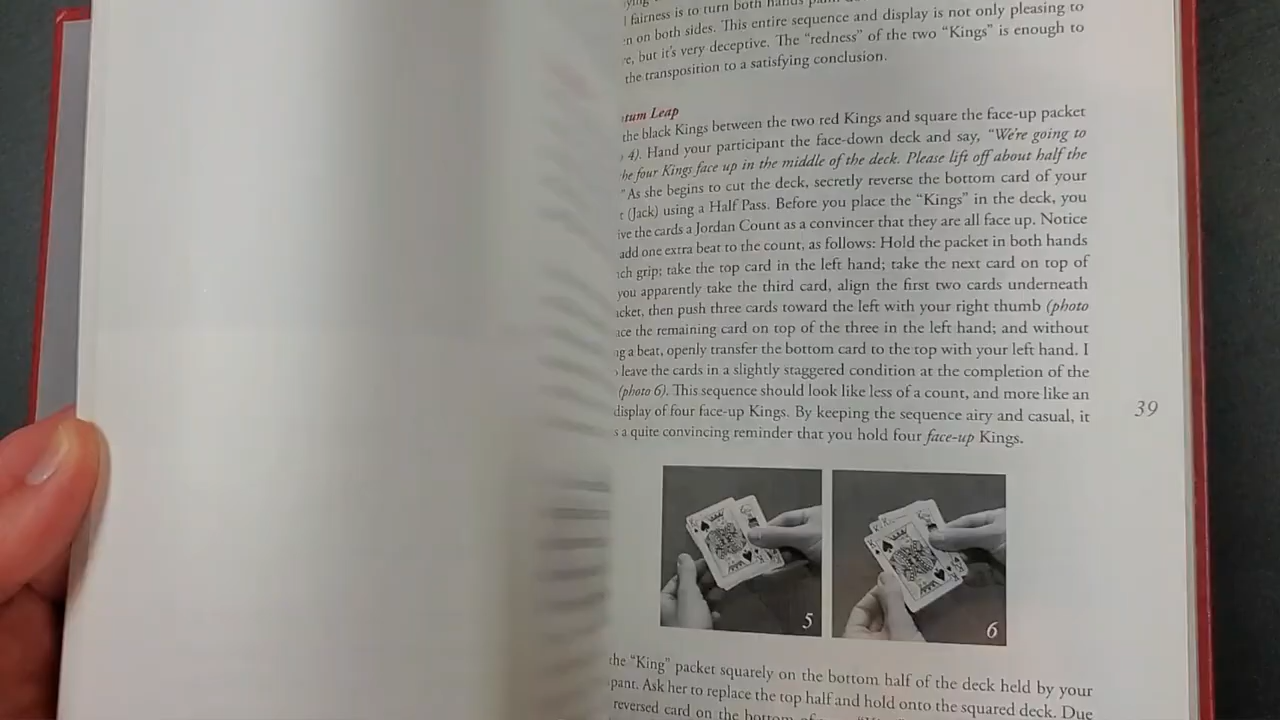 fairness is to turn both hands
on both sides. This entire sequence and display is not only pleasing to
, but it's very deceptive. The "redness" of the two "Kings" is enough to
the transposition to a satisfying conclusion.
tum Leap
the black Kings between the two red Kings and square the face-up packet
4). Hand your participant the face-down deck and say, "We're going to
he four Kings face up in the middle of the deck. Please lift off about half the
" As she begins to cut the deck, secretly reverse the bottom card of your
t (Jack) using a Half Pass. Before you place the "Kings" in the deck, you
ive the cards a Jordan Count as a convincer that they are all face up. Notice
add one extra beat to the count, as follows: Hold the packet in both hands
ch grip; take the top card in the left hand; take the next card on top of
you apparently take the third card, align the first two cards underneath
acket, then push three cards toward the left with your right thumb (photo
ace the remaining card on top of the three in the left hand; and without
ng a beat, openly transfer the bottom card to the top with your left hand. I
leave the cards in a slightly staggered condition at the completion of the
(photo 6). This sequence should look like less of a count, and more like an
display of four face-up Kings. By keeping the sequence airy and casual, it
s a quite convincing reminder that you hold four face-up Kings.
39
5
6
the "King" packet squarely on the bottom half of the deck held by your
pant. Ask her to replace the top half and hold onto the squared deck. Due
reversed card on the bottom of